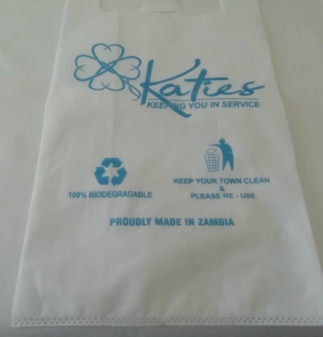 Katies
KEEPING YOU IN SERVICE
100% BIODEGRADABLE
KEEP YOUR TOWN CLEAN
&
PLEASE RE - USE
PROUDLY MADE IN ZAMBIA